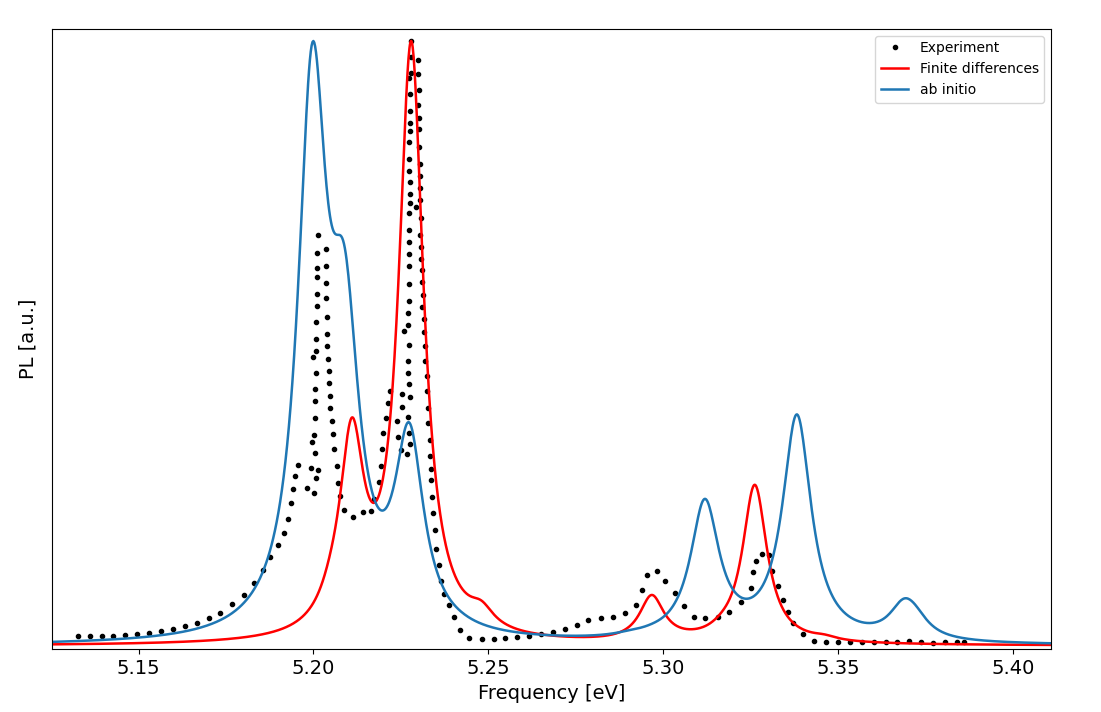 Experiment
Finite differences
ab initio
PL [a.u.]
5.15 5.20 5.25 5.30 5.35 5.40
Frequency [eV]